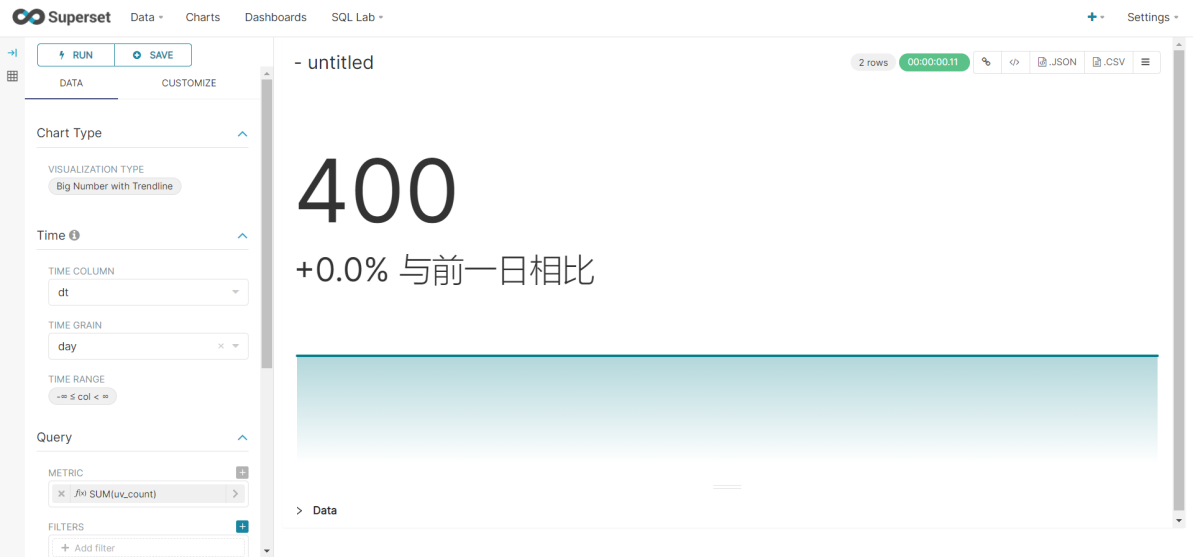 Superset Data Charts Dashboards SQL Lab + Settings
RUN SAVE
DATA CUSTOMIZE
- untitled
2 rows 00:00:00.11 </> .JSON .CSV
Chart Type
VISUALIZATION TYPE
Big Number with Trendline
Time
TIME COLUMN
dt
TIME GRAIN
day
TIME RANGE
-∞ ≤ col < ∞
Query
METRIC
f(x) SUM(uv_count)
FILTERS
+ Add filter
400
+0.0% 与前一日相比
Data